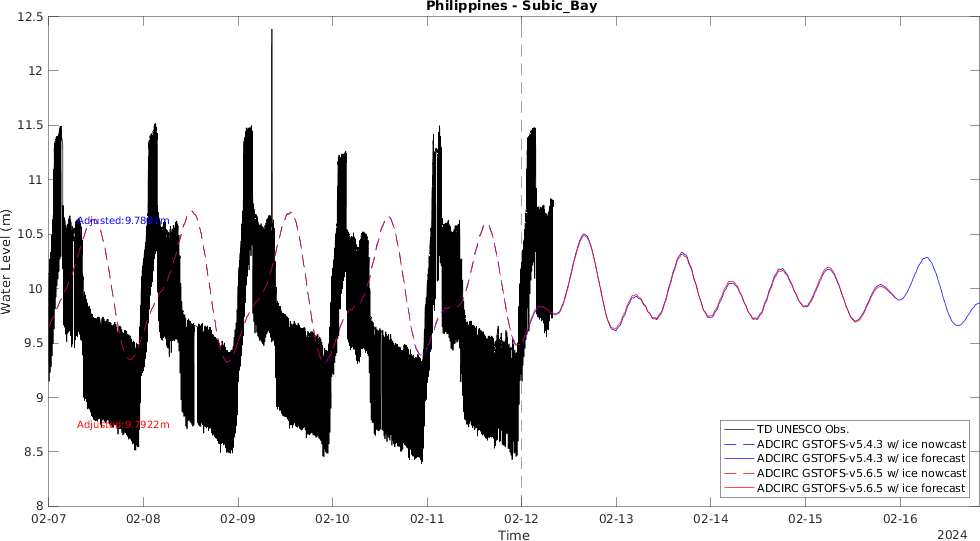 Philippines - Subic_Bay
12.5
12
11.5
11
10.5
10
9.5
9
8.5
8
Water Level (m)
Adjusted:9.7922m
02-07
02-08
02-09
02-10
02-11
02-12
02-13
02-14
02-15
02-16
Time
2024
TD UNESCO Obs.
ADCIRC GSTOFS-v5.4.3 w/ ice nowcast
ADCIRC GSTOFS-v5.4.3 w/ ice forecast
ADCIRC GSTOFS-v5.6.5 w/ ice nowcast
ADCIRC GSTOFS-v5.6.5 w/ ice forecast